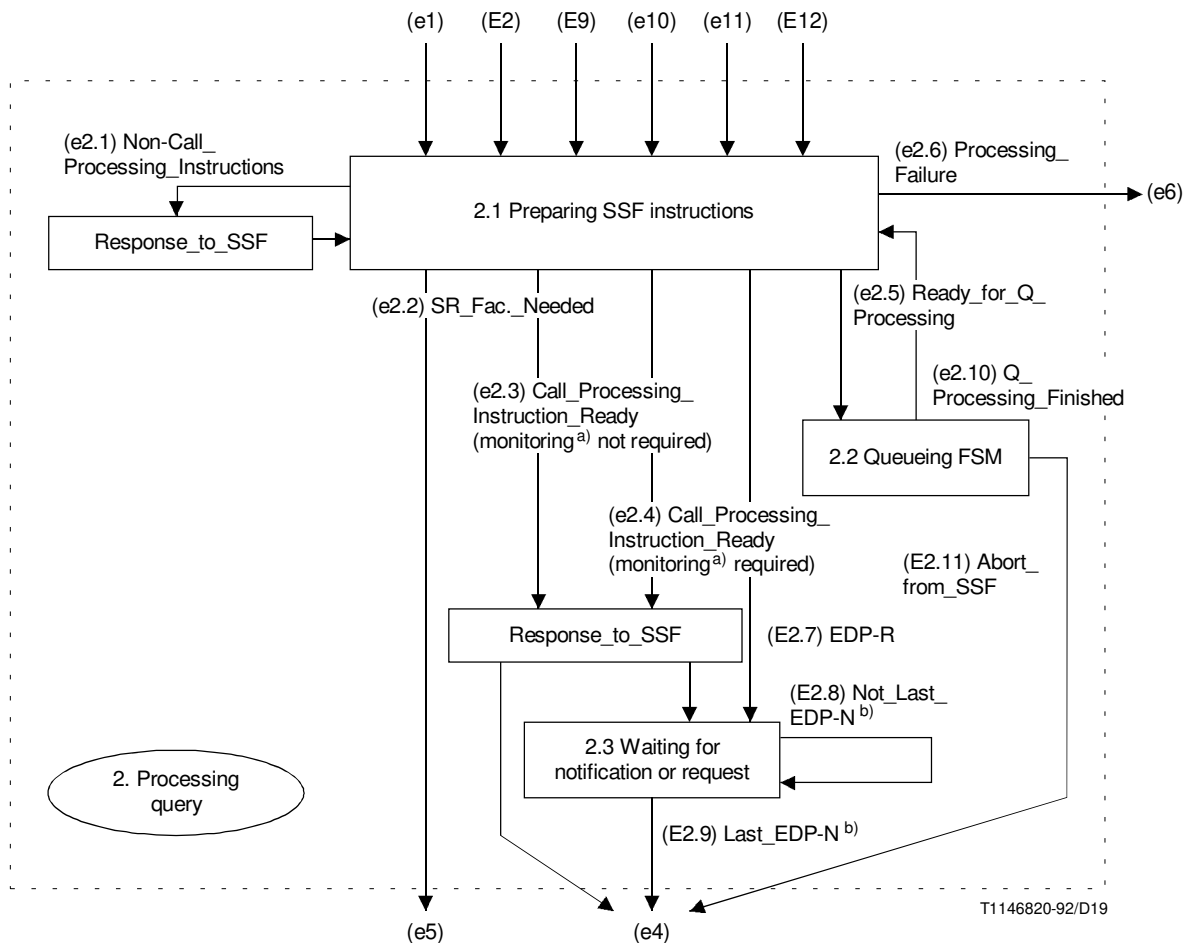 (e1) (E2) (E9) (e10) (e11) (E12)
(e2.1) Non-Call_
Processing_Instructions
(e2.6) Processing_
Failure
(e6)
2.1 Preparing SSF instructions
Response_to_SSF
(e2.2) SR_Fac._Needed
(e2.5) Ready_for_Q_
Processing
(e2.10) Q_
Processing_Finished
(e2.3) Call_Processing_
Instruction_Ready
(monitoring a) not required)
2.2 Queueing FSM
(e2.4) Call_Processing_
Instruction_Ready
(monitoring a) required)
(E2.11) Abort_
from_SSF
Response_to_SSF
(E2.7) EDP-R
(E2.8) Not_Last_
EDP-N b)
2.3 Waiting for
notification or request
2. Processing
query
(E2.9) Last_EDP-N b)
T1146820-92/D19
(e5) (e4)